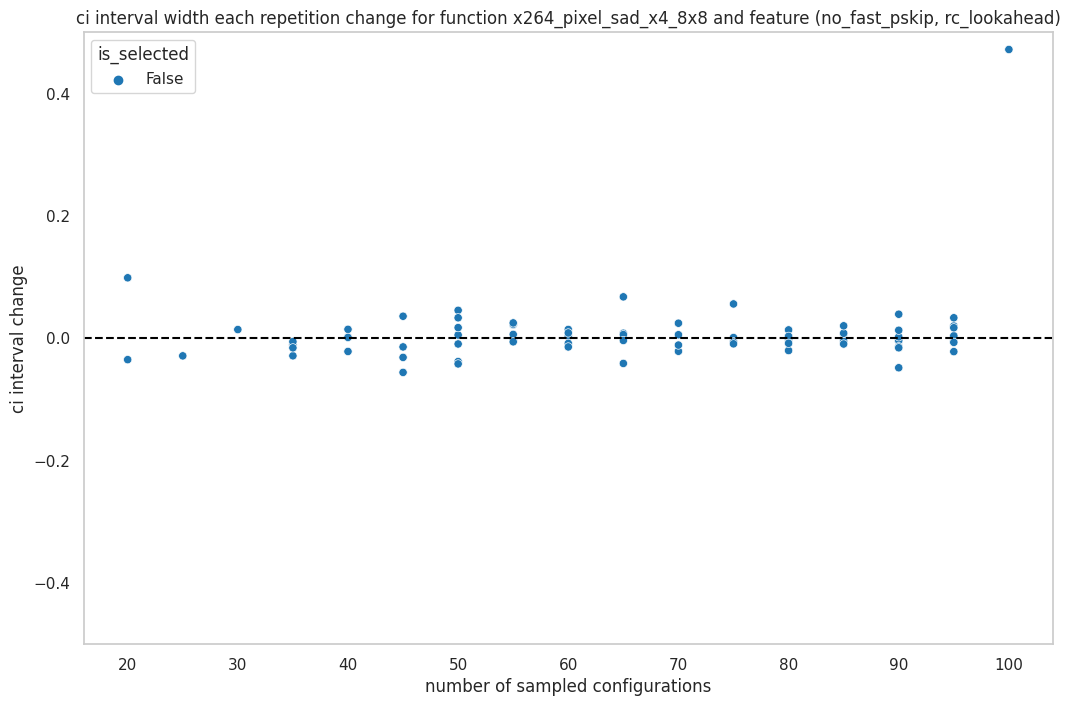 ci interval width each repetition change for function x264_pixel_sad_x4_8x8 and feature (no_fast_pskip, rc_lookahead)
is_selected
False
ci interval change
0.4
0.2
0.0
−0.2
−0.4
20 30 40 50 60 70 80 90 100
number of sampled configurations